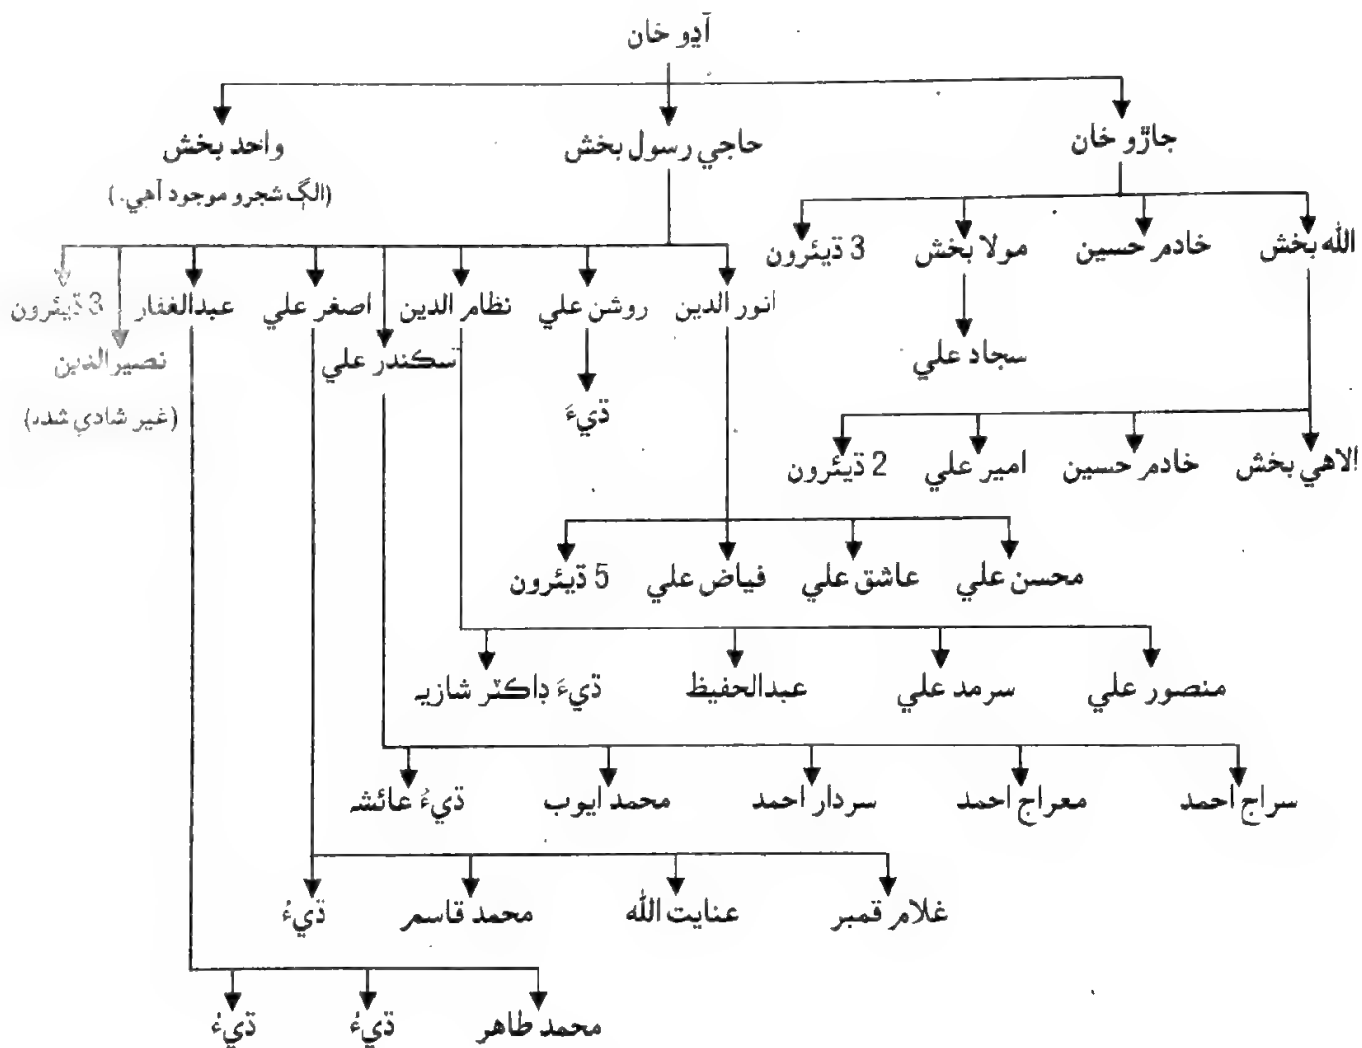 آڍو خان
جاڙو خان
حاجي رسول بخش
واحد بخش
(الڳ شجرو موجود آهي.)
الله بخش
خادم حسين
مولا بخش
3 ڌيئرون
سجاد علي
انور الدين
روشن علي
نظام الدين
اصغر علي
عبدالغفار
3 ڌيئرون
سڪندر علي
نصيرالدين
(غير شادي شده)
ڌيءَ
الاهي بخش
خادم حسين
امير علي
2 ڌيئرون
محسن علي
عاشق علي
فياض علي
5 ڌيئرون
منصور علي
سرمد علي
عبدالحفيظ
ڌيءَ ڊاڪٽر شازيه
سراج احمد
معراج احمد
سردار احمد
محمد ايوب
ڌيءُ عائشه
غلام قمبر
عنايت الله
محمد قاسم
ڌيءُ
محمد طاهر
ڌيءُ
ڌيءُ